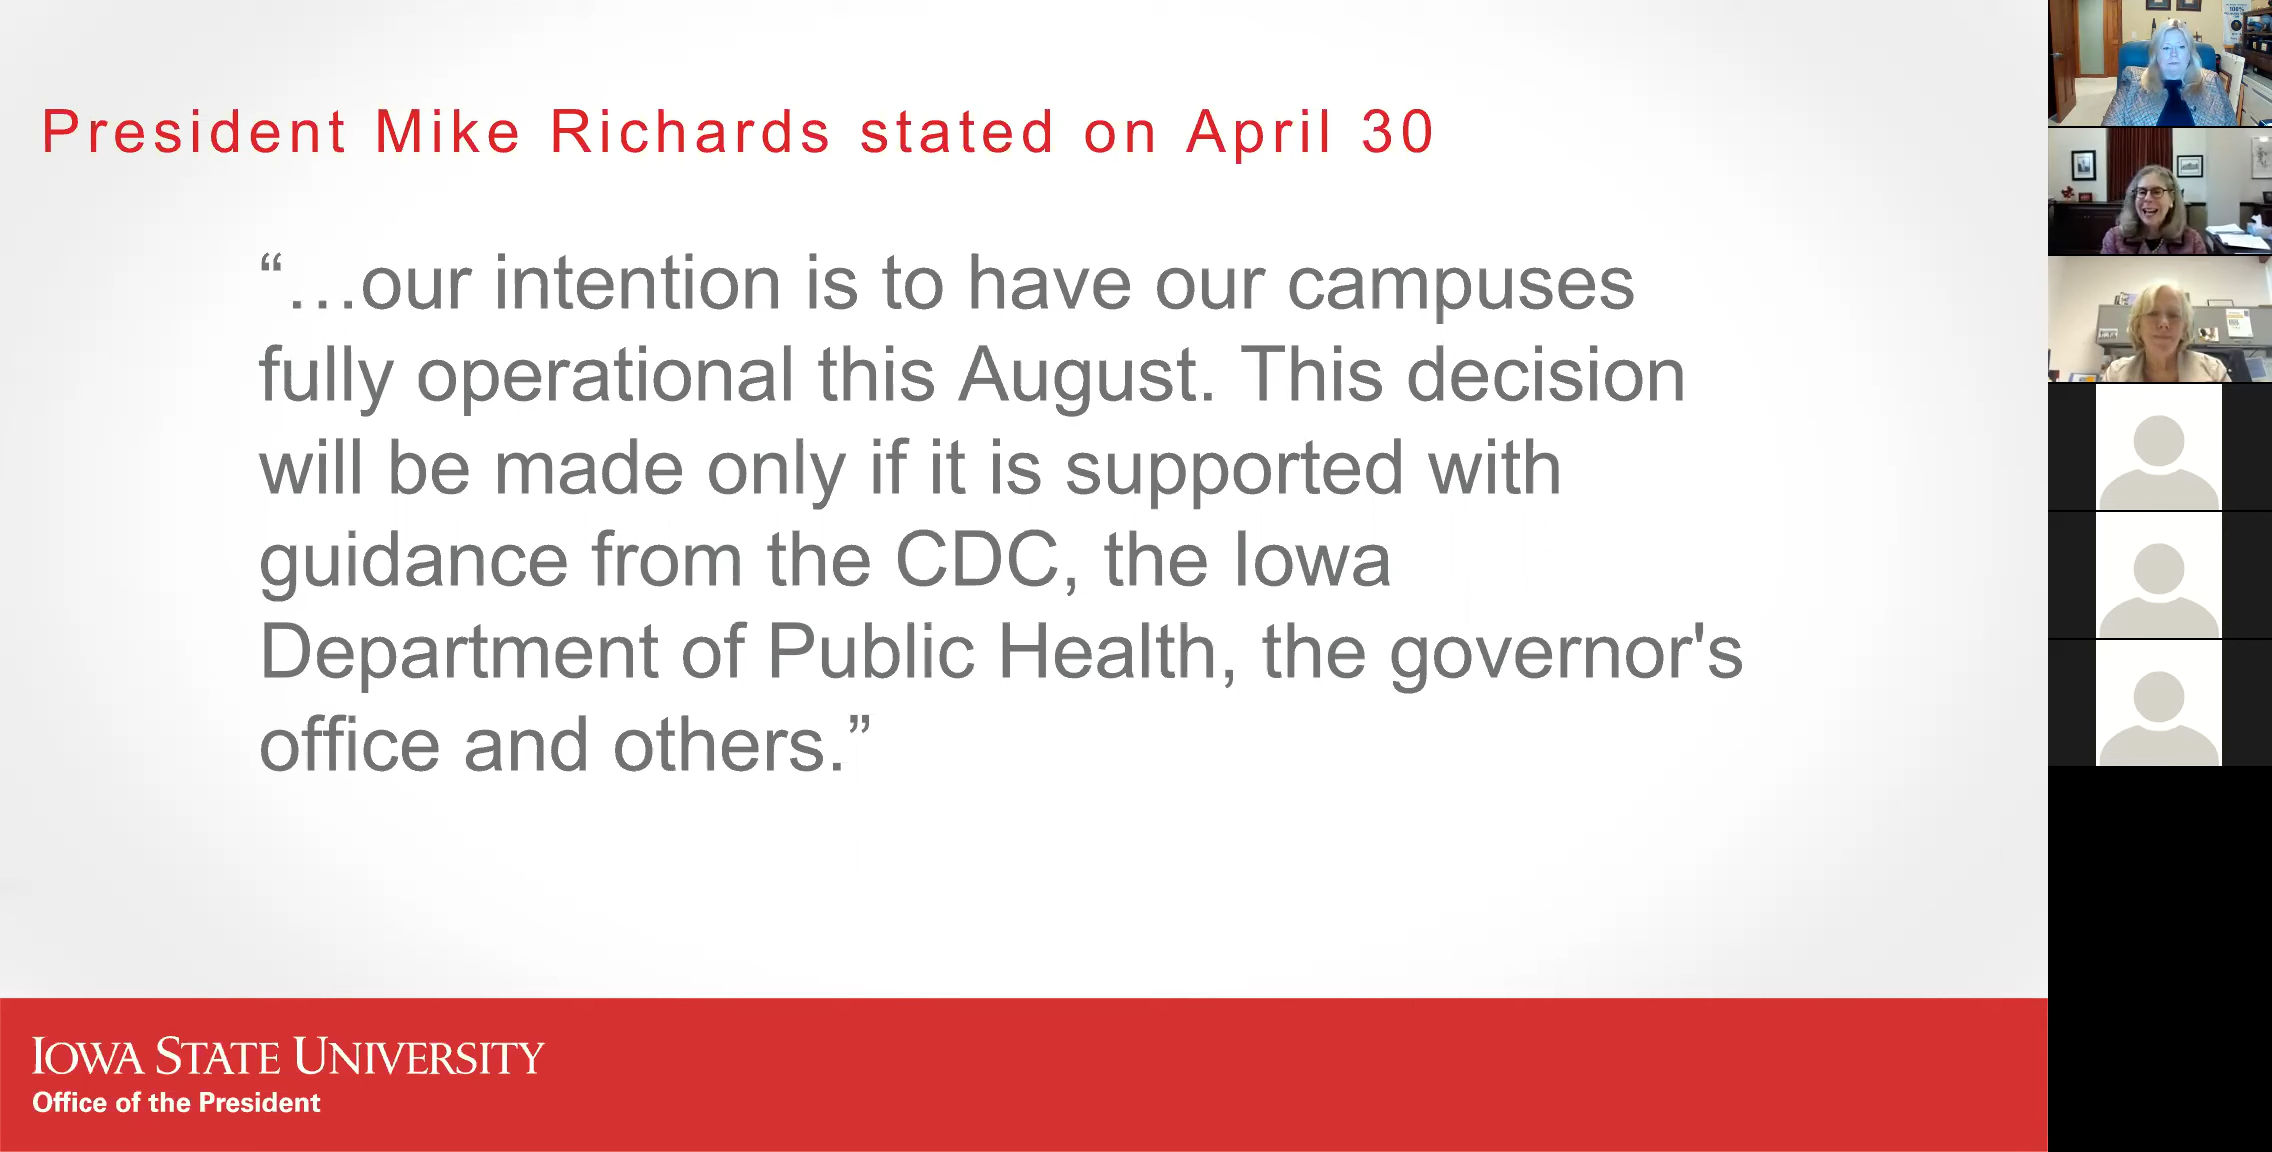 President Mike Richards stated on April 30
“…our intention is to have our campuses
fully operational this August. This decision
will be made only if it is supported with
guidance from the CDC, the Iowa
Department of Public Health, the governor's
office and others.”
IOWA STATE UNIVERSITY
Office of the President
100%